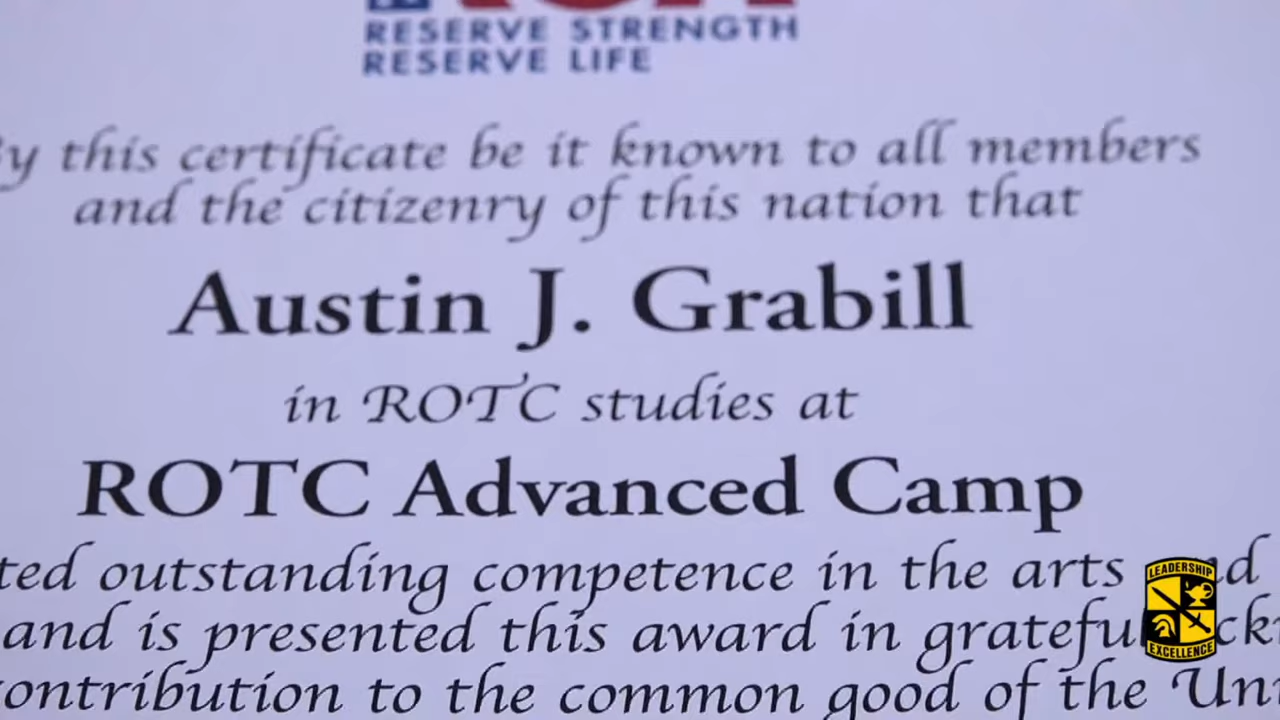 RESERVE STRENGTH
RESERVE LIFE
this certificate be it known to all members
and the citizenry of this nation that
Austin J. Grabill
in ROTC studies at
ROTC Advanced Camp
outstanding competence in the arts
and is presented this award in
to the common good of the
LEADERSHIP
EXCELLENCE